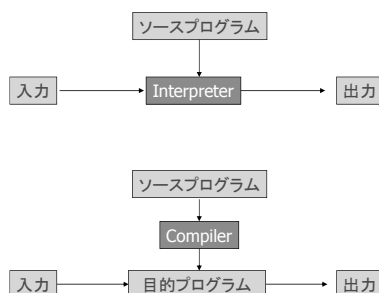 ソースプログラム
入力
Interpreter
出力
ソースプログラム
Compiler
入力
目的プログラム
出力